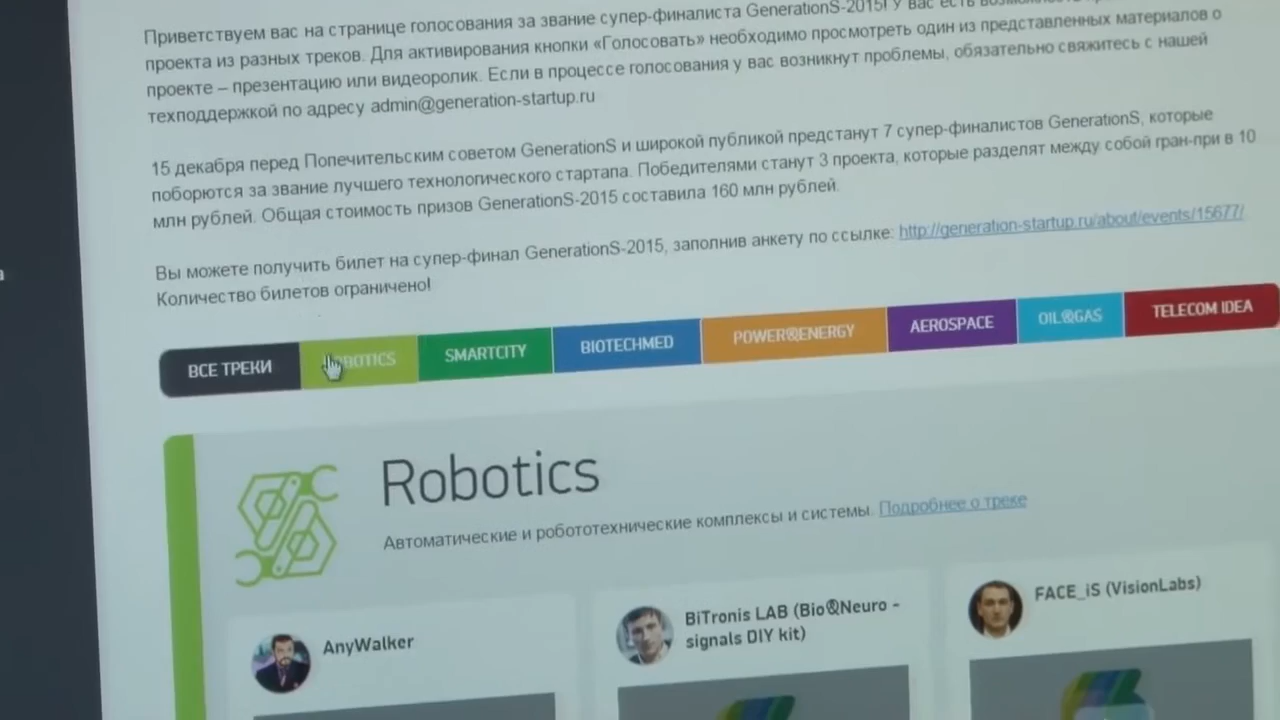 Приветствуем вас на странице голосования за звание супер-финалиста GenerationS-2015! У вас есть
проекта из разных треков. Для активирования кнопки «Голосовать» необходимо просмотреть один из представленных материалов о
проекте – презентацию или видеоролик. Если в процессе голосования у вас возникнут проблемы, обязательно свяжитесь с нашей
техподдержкой по адресу admin@generation-startup.ru
15 декабря перед Попечительским советом GenerationS и широкой публикой предстанут 7 супер-финалистов GenerationS, которые
поборются за звание лучшего технологического стартапа. Победителями станут 3 проекта, которые разделят между собой гран-при в 10
млн рублей. Общая стоимость призов GenerationS-2015 составила 160 млн рублей.
Вы можете получить билет на супер-финал GenerationS-2015, заполнив анкету по ссылке: http://generation-startup.ru/about/events/15677/
Количество билетов ограничено!
ВСЕ ТРЕКИ ROBOTICS SMARTCITY BIOTECHMED POWER&ENERGY AEROSPACE OIL&GAS TELECOM IDEA
Robotics
Автоматические и робототехнические комплексы и системы. Подробнее о треке
AnyWalker
BiTronis LAB (Bio&Neuro -
signals DIY kit)
FACE_iS (VisionLabs)